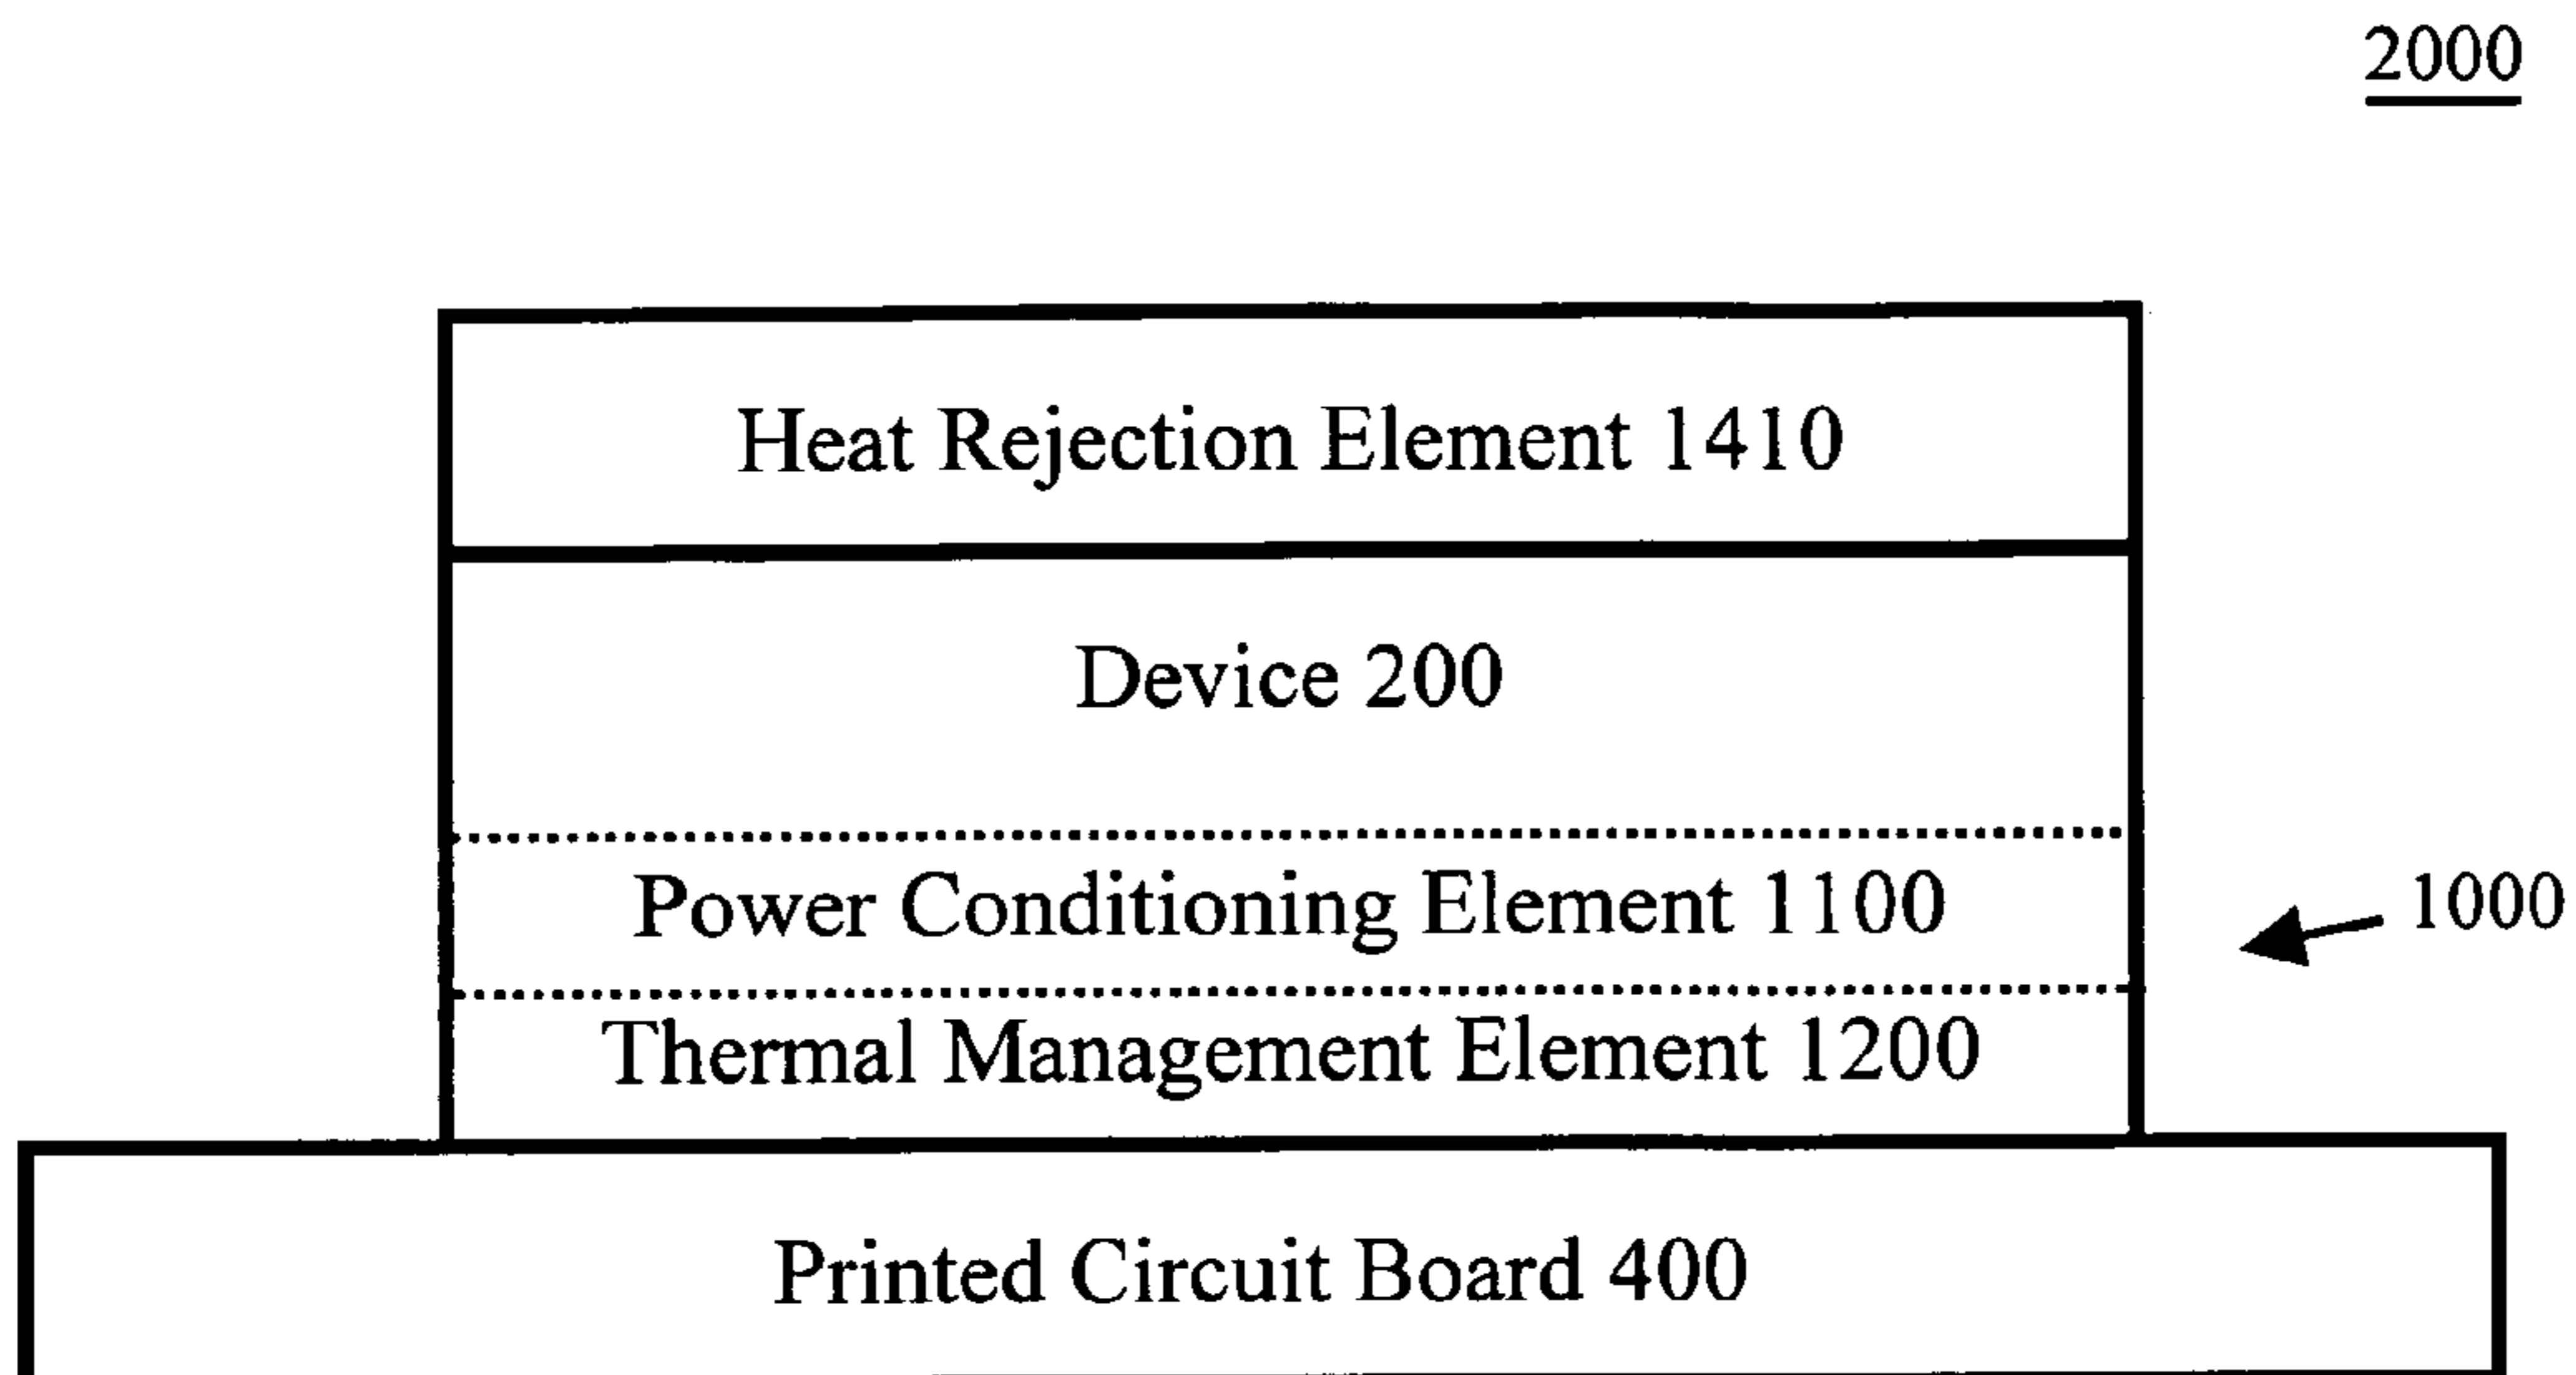 2000
Heat Rejection Element 1410
Device 200
Power Conditioning Element 1100
1000
Thermal Management Element 1200
Printed Circuit Board 400